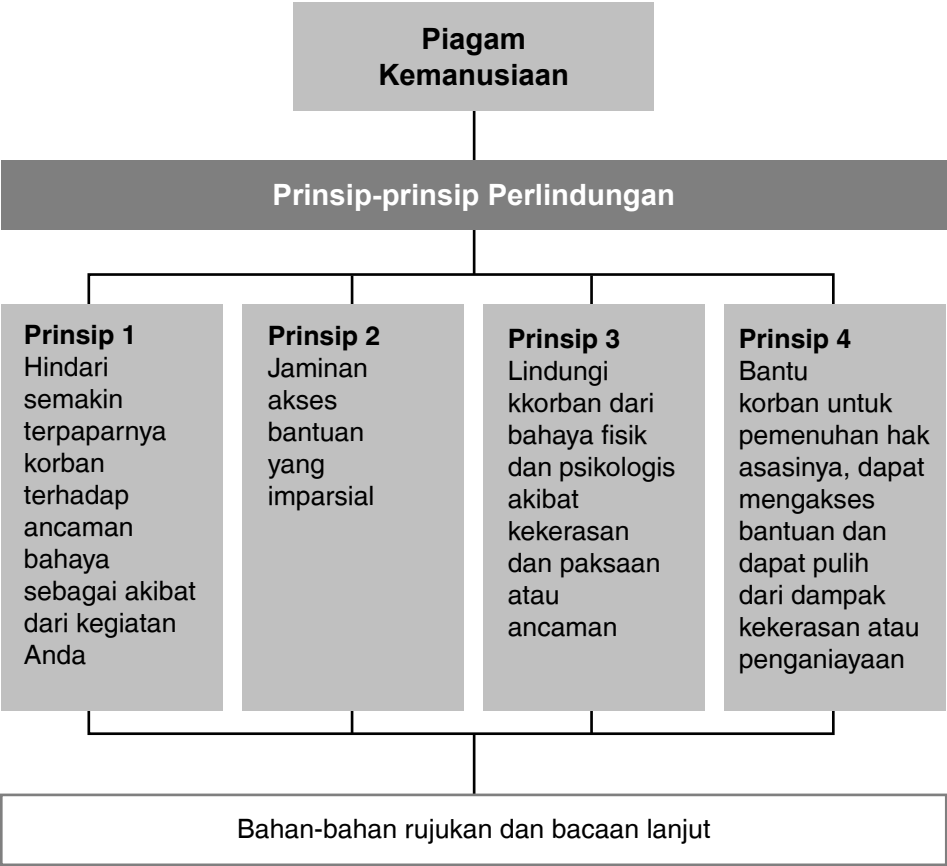 Piagam
Kemanusiaan
Prinsip-prinsip Perlindungan
Prinsip 1
Hindari
semakin
terpaparnya
korban
terhadap
ancaman
bahaya
sebagai akibat
dari kegiatan
Anda
Prinsip 2
Jaminan
akses
bantuan
yang
imparsial
Prinsip 3
Lindungi
kkorban dari
bahaya fisik
dan psikologis
akibat
kekerasan
dan paksaan
atau
ancaman
Prinsip 4
Bantu
korban untuk
pemenuhan hak
asasinya, dapat
mengakses
bantuan dan
dapat pulih
dari dampak
kekerasan atau
penganiayaan
Bahan-bahan rujukan dan bacaan lanjut